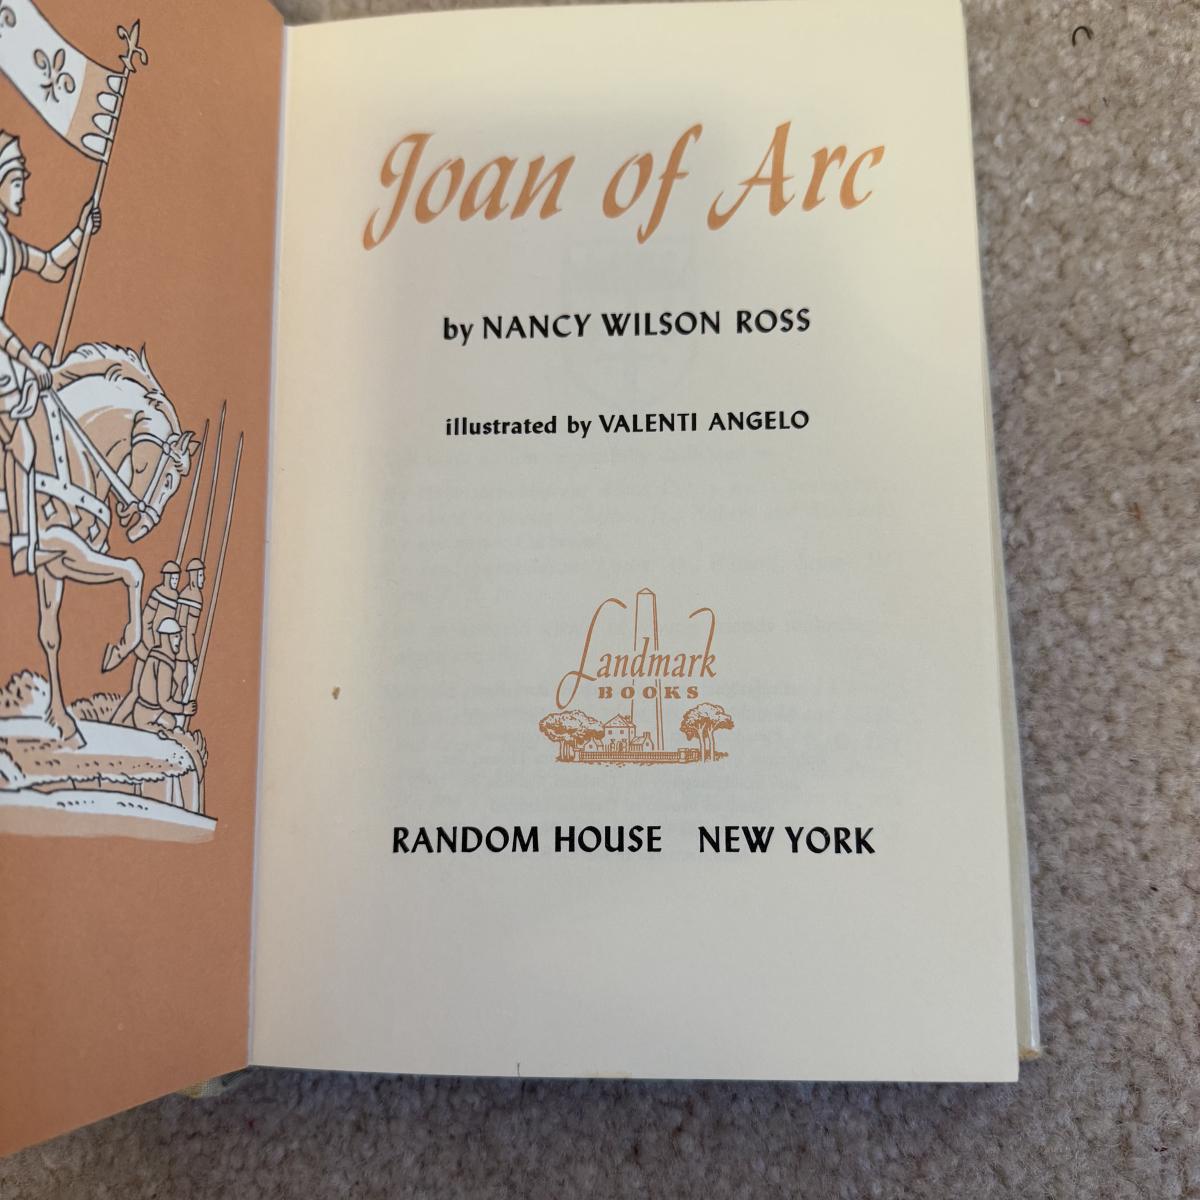 Joan of Arc
by NANCY WILSON ROSS
illustrated by VALENTI ANGELO
Landmark
BOOKS
RANDOM HOUSE NEW YORK